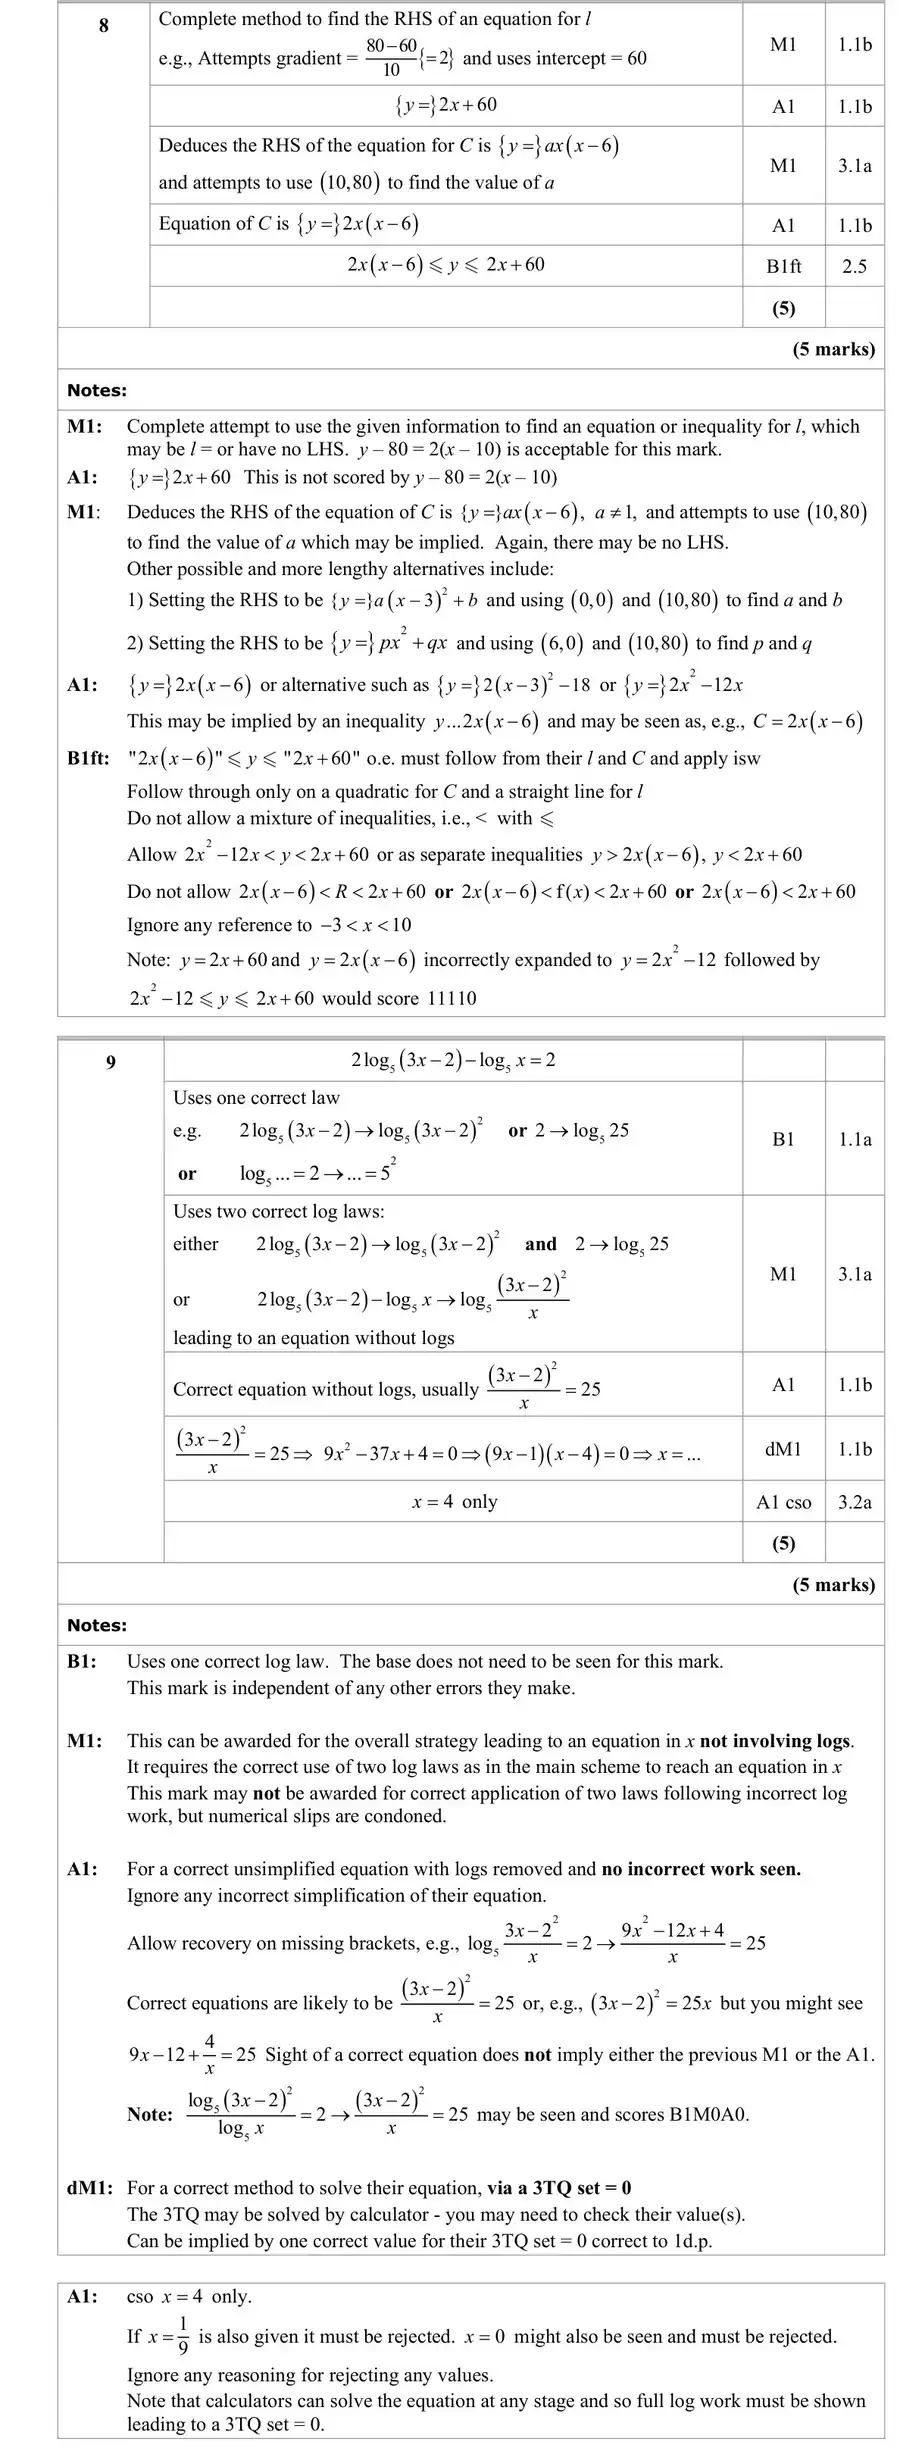 8
Complete method to find the RHS of an equation for l
e.g., Attempts gradient = (80−60)/10 {=2} and uses intercept = 60
M1
1.1b
{y=}2x+60
A1
1.1b
Deduces the RHS of the equation for C is {y=}ax(x−6)
and attempts to use (10,80) to find the value of a
M1
3.1a
Equation of C is {y=}2x(x−6)
A1
1.1b
2x(x−6) ⩽ y ⩽ 2x+60
B1ft
2.5
(5)
(5 marks)
Notes:
M1: Complete attempt to use the given information to find an equation or inequality for l, which
may be l = or have no LHS. y – 80 = 2(x – 10) is acceptable for this mark.
A1: {y=}2x+60 This is not scored by y – 80 = 2(x – 10)
M1: Deduces the RHS of the equation of C is {y=}ax(x−6), a≠1, and attempts to use (10,80)
to find the value of a which may be implied. Again, there may be no LHS.
Other possible and more lengthy alternatives include:
1) Setting the RHS to be {y=}a(x−3)²+b and using (0,0) and (10,80) to find a and b
2) Setting the RHS to be {y=}px²+qx and using (6,0) and (10,80) to find p and q
A1: {y=}2x(x−6) or alternative such as {y=}2(x−3)²−18 or {y=}2x²−12x
This may be implied by an inequality y...2x(x−6) and may be seen as, e.g., C=2x(x−6)
B1ft: "2x(x−6)" ⩽ y ⩽ "2x+60" o.e. must follow from their l and C and apply isw
Follow through only on a quadratic for C and a straight line for l
Do not allow a mixture of inequalities, i.e., < with ⩽
Allow 2x²−12x < y < 2x+60 or as separate inequalities y > 2x(x−6), y < 2x+60
Do not allow 2x(x−6) < R < 2x+60 or 2x(x−6) < f(x) < 2x+60 or 2x(x−6) < 2x+60
Ignore any reference to −3 < x < 10
Note: y=2x+60 and y=2x(x−6) incorrectly expanded to y=2x²−12 followed by
2x²−12 ⩽ y ⩽ 2x+60 would score 11110
9
2log₅(3x−2)−log₅x=2
Uses one correct law
e.g. 2log₅(3x−2)→log₅(3x−2)² or 2→log₅25
or log₅...=2→...=5²
B1
1.1a
Uses two correct log laws:
either 2log₅(3x−2)→log₅(3x−2)² and 2→log₅25
or 2log₅(3x−2)−log₅x→log₅ (3x−2)²/x
leading to an equation without logs
M1
3.1a
Correct equation without logs, usually (3x−2)²/x = 25
A1
1.1b
(3x−2)²/x = 25 ⇒ 9x²−37x+4=0 ⇒ (9x−1)(x−4)=0 ⇒ x=...
dM1
1.1b
x=4 only
A1 cso
3.2a
(5)
(5 marks)
Notes:
B1: Uses one correct log law. The base does not need to be seen for this mark.
This mark is independent of any other errors they make.
M1: This can be awarded for the overall strategy leading to an equation in x not involving logs.
It requires the correct use of two log laws as in the main scheme to reach an equation in x
This mark may not be awarded for correct application of two laws following incorrect log
work, but numerical slips are condoned.
A1: For a correct unsimplified equation with logs removed and no incorrect work seen.
Ignore any incorrect simplification of their equation.
Allow recovery on missing brackets, e.g., log₅ (3x−2²)/x = 2 → (9x²−12x+4)/x = 25
Correct equations are likely to be (3x−2)²/x = 25 or, e.g., (3x−2)²=25x but you might see
9x−12+4/x=25 Sight of a correct equation does not imply either the previous M1 or the A1.
Note: log₅(3x−2)²/log₅x = 2 → (3x−2)²/x = 25 may be seen and scores B1M0A0.
dM1: For a correct method to solve their equation, via a 3TQ set = 0
The 3TQ may be solved by calculator - you may need to check their value(s).
Can be implied by one correct value for their 3TQ set = 0 correct to 1d.p.
A1: cso x=4 only.
If x=1/9 is also given it must be rejected. x=0 might also be seen and must be rejected.
Ignore any reasoning for rejecting any values.
Note that calculators can solve the equation at any stage and so full log work must be shown
leading to a 3TQ set = 0.